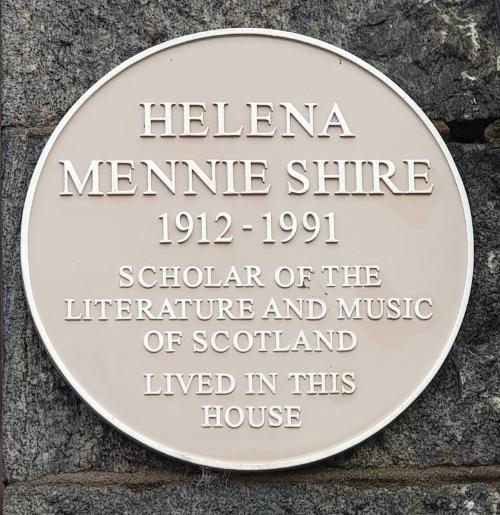 HELENA
MENNIE SHIRE
1912 - 1991
SCHOLAR OF THE
LITERATURE AND MUSIC
OF SCOTLAND
LIVED IN THIS
HOUSE